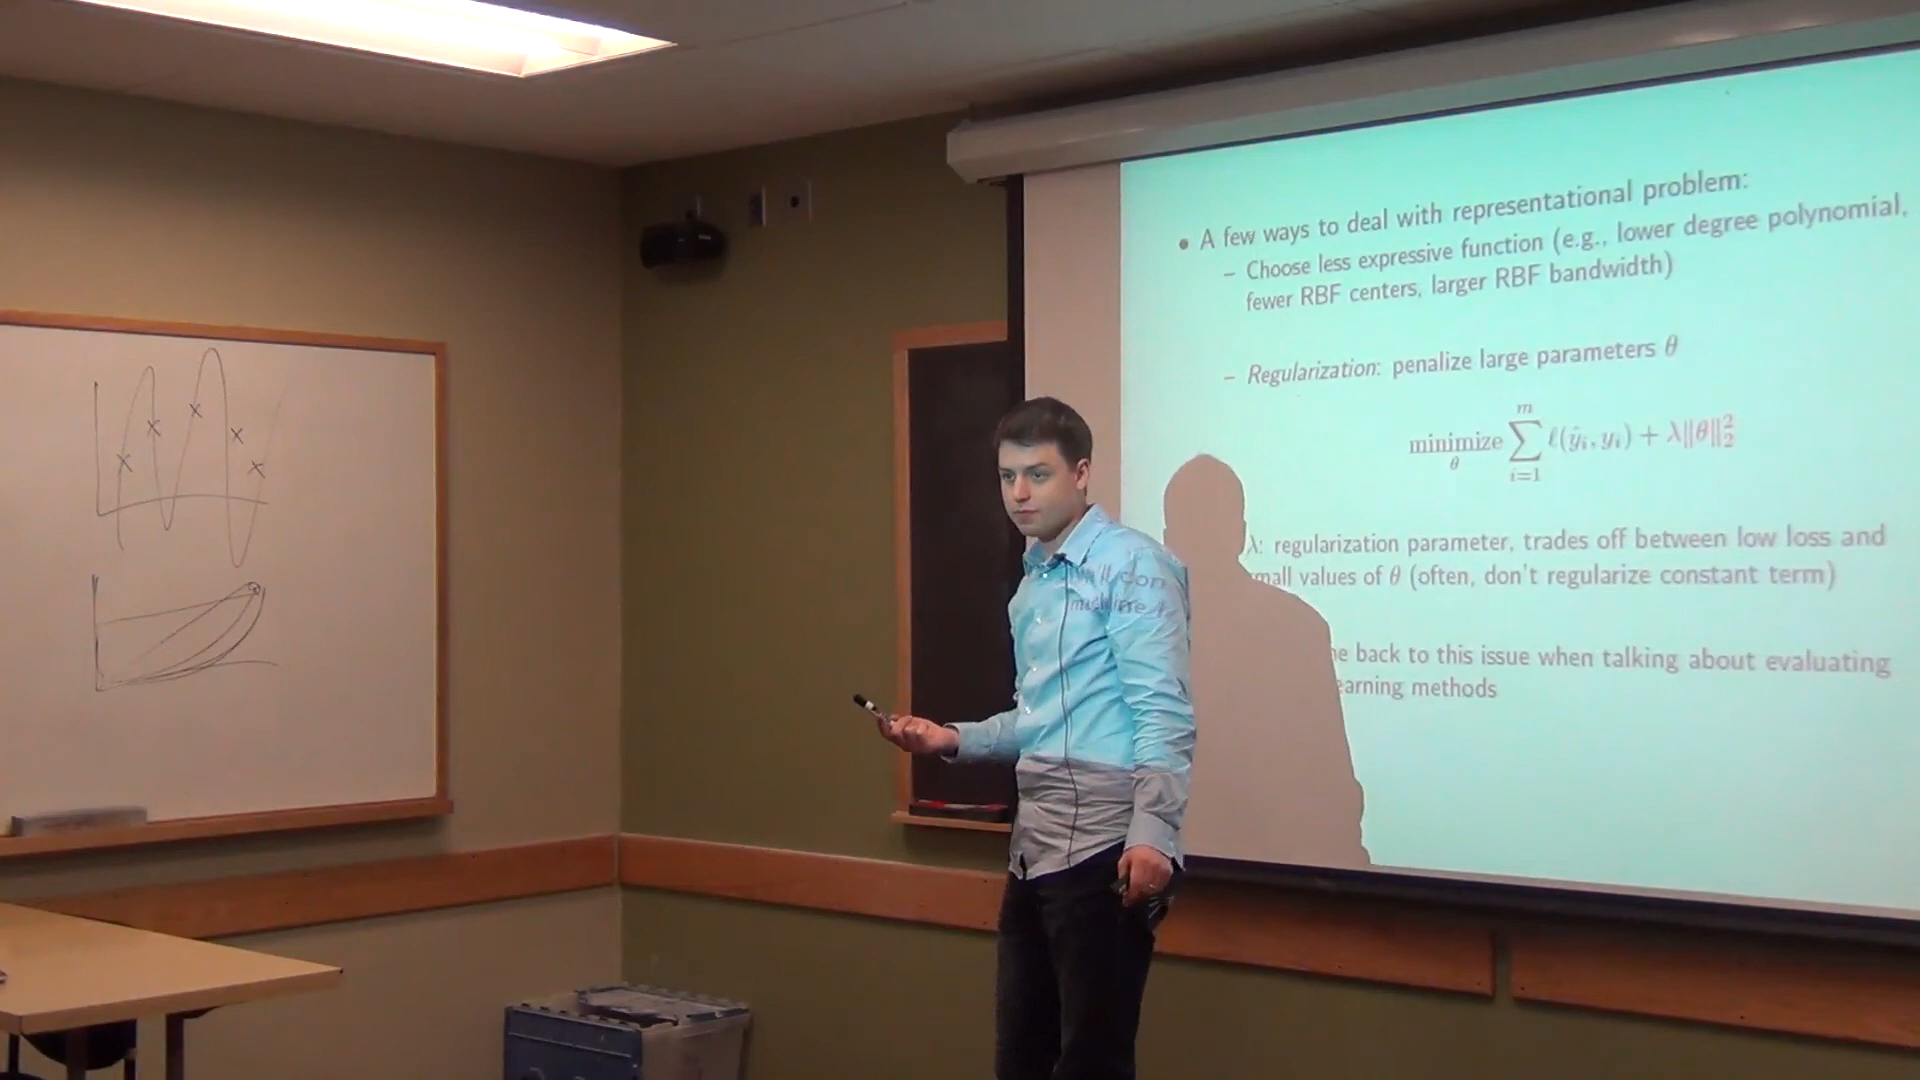 • A few ways to deal with representational problem:
– Choose less expressive function (e.g., lower degree polynomial,
fewer RBF centers, larger RBF bandwidth)
– Regularization: penalize large parameters θ
minimize_θ ∑_{i=1}^{m} ℓ(ŷ_i, y_i) + λ‖θ‖₂²
λ: regularization parameter, trades off between low loss and
mall values of θ (often, don't regularize constant term)
e back to this issue when talking about evaluating
earning methods